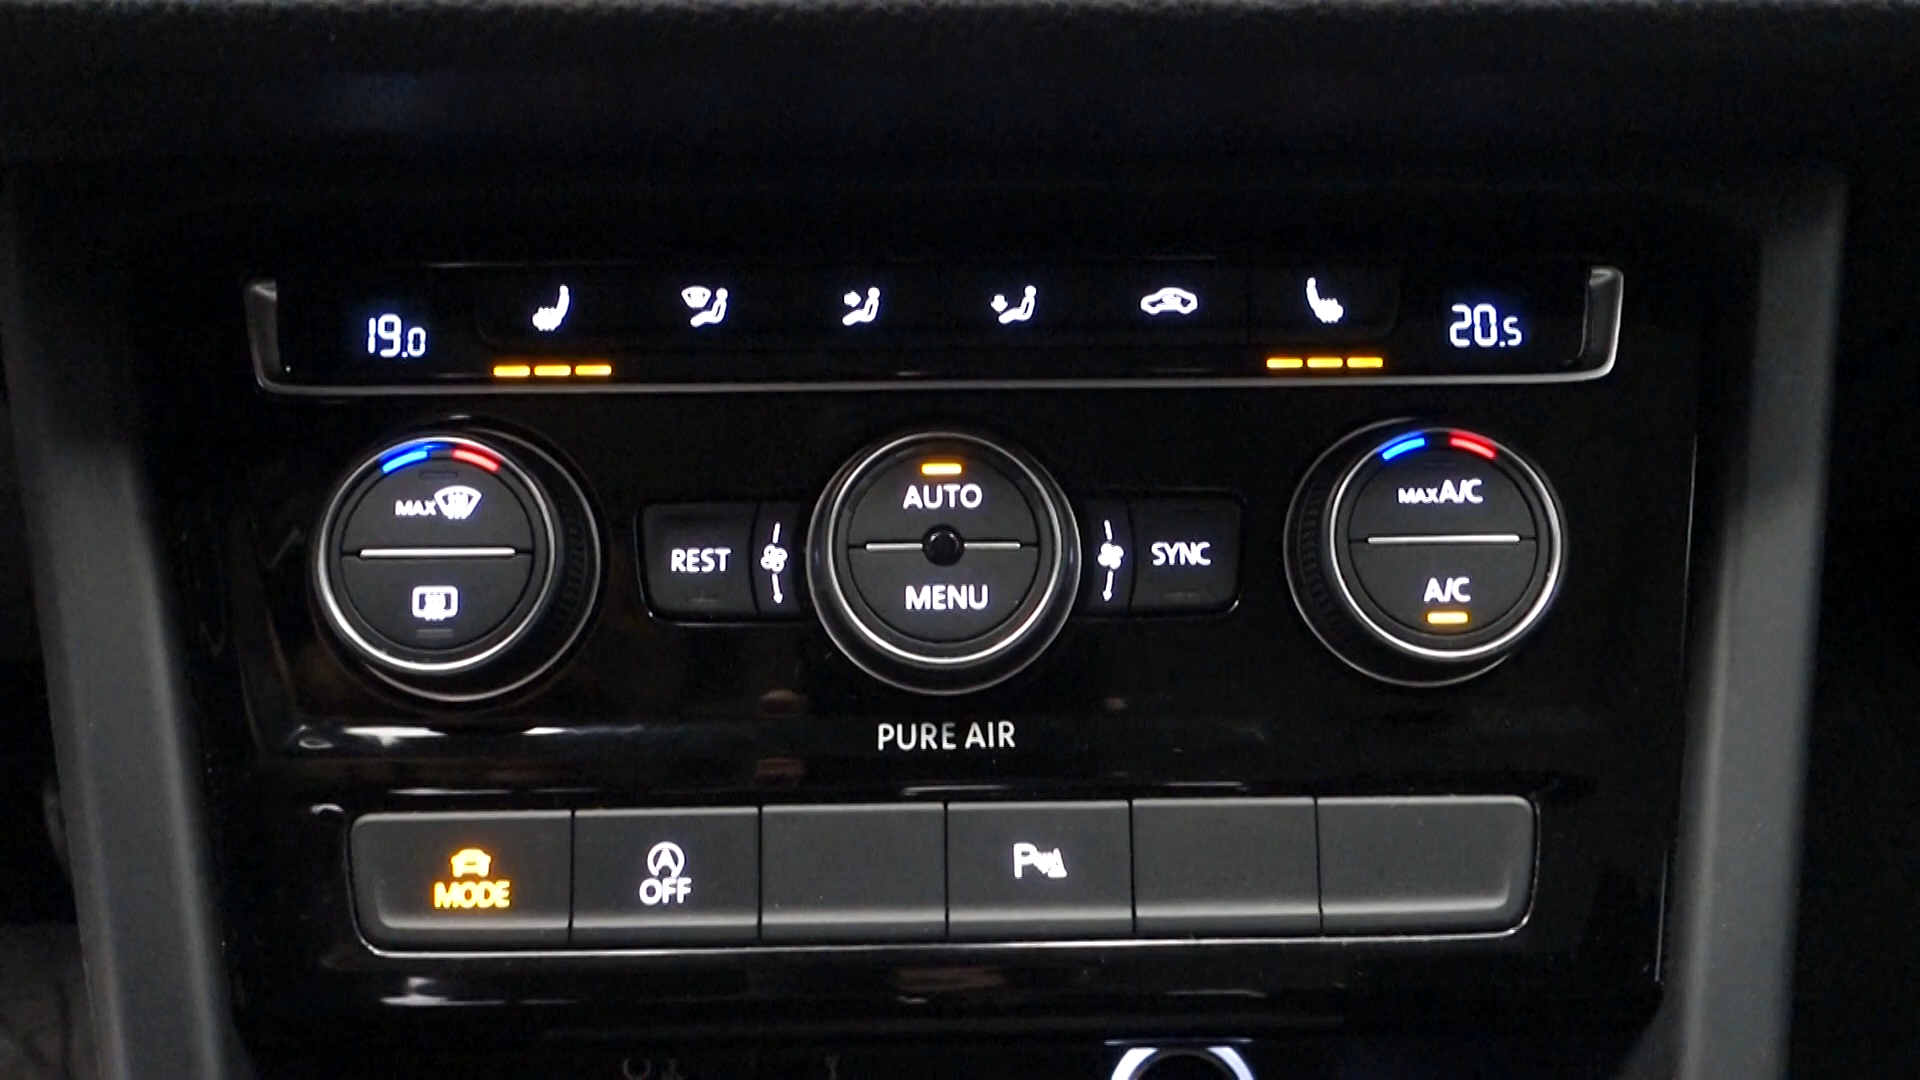 19.0
20.5
MAX
AUTO
MAX A/C
REST
SYNC
MENU
A/C
PURE AIR
MODE
A
OFF
P